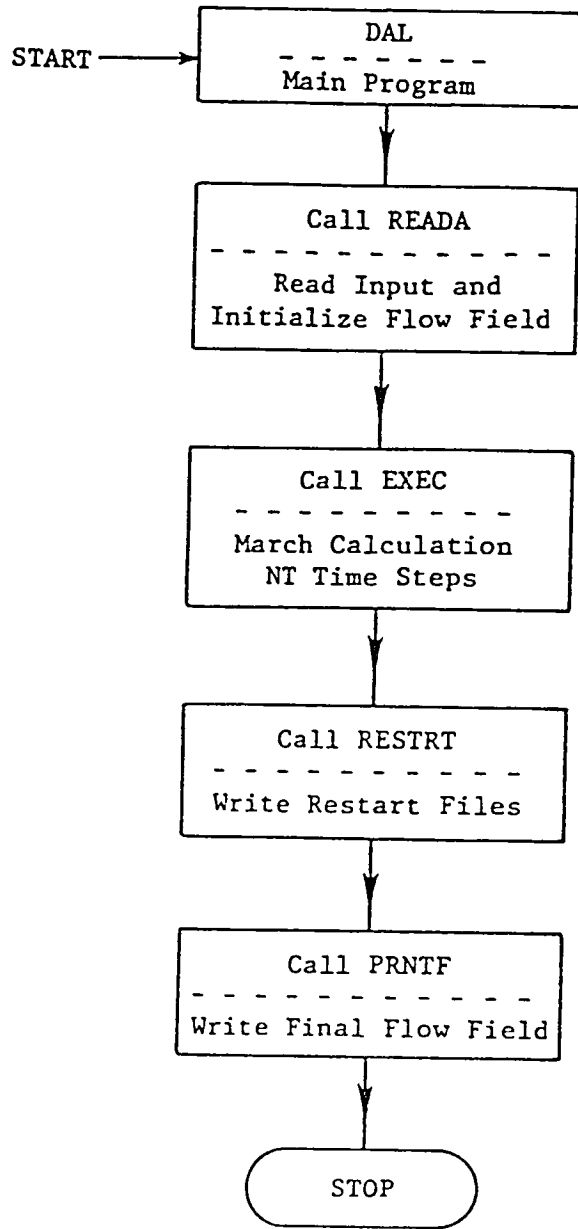 DAL
START
Main Program
Call READA
Read Input and
Initialize Flow Field
Call EXEC
March Calculation
NT Time Steps
Call RESTRT
Write Restart Files
Call PRNTF
Write Final Flow Field
STOP